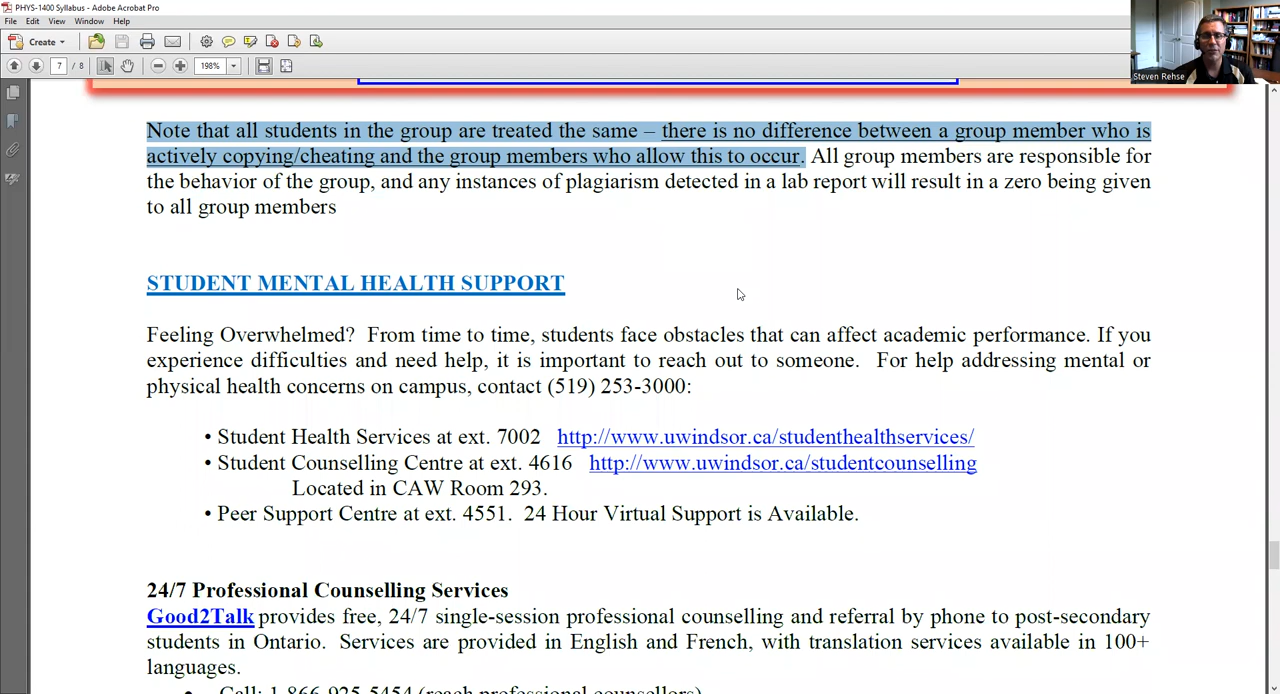 PHYS-1400 Syllabus - Adobe Acrobat Pro
File Edit View Window Help
Create
7 / 8 198%
Steven Rehse
Note that all students in the group are treated the same – there is no difference between a group member who is
actively copying/cheating and the group members who allow this to occur. All group members are responsible for
the behavior of the group, and any instances of plagiarism detected in a lab report will result in a zero being given
to all group members
STUDENT MENTAL HEALTH SUPPORT
Feeling Overwhelmed? From time to time, students face obstacles that can affect academic performance. If you
experience difficulties and need help, it is important to reach out to someone. For help addressing mental or
physical health concerns on campus, contact (519) 253-3000:
• Student Health Services at ext. 7002 http://www.uwindsor.ca/studenthealthservices/
• Student Counselling Centre at ext. 4616 http://www.uwindsor.ca/studentcounselling
Located in CAW Room 293.
• Peer Support Centre at ext. 4551. 24 Hour Virtual Support is Available.
24/7 Professional Counselling Services
Good2Talk provides free, 24/7 single-session professional counselling and referral by phone to post-secondary
students in Ontario. Services are provided in English and French, with translation services available in 100+
languages.
• Call: 1-866-925-5454 (reach professional counsellors)